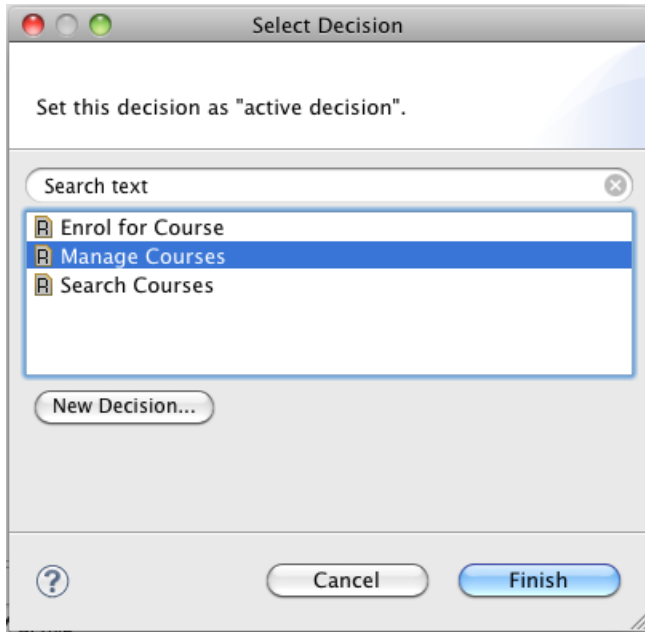 Select Decision
Set this decision as "active decision".
Search text
Enrol for Course
Manage Courses
Search Courses
New Decision...
Cancel
Finish